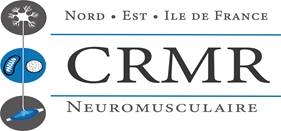 Nord • Est • Ile de France
CRMR
Neuromusculaire